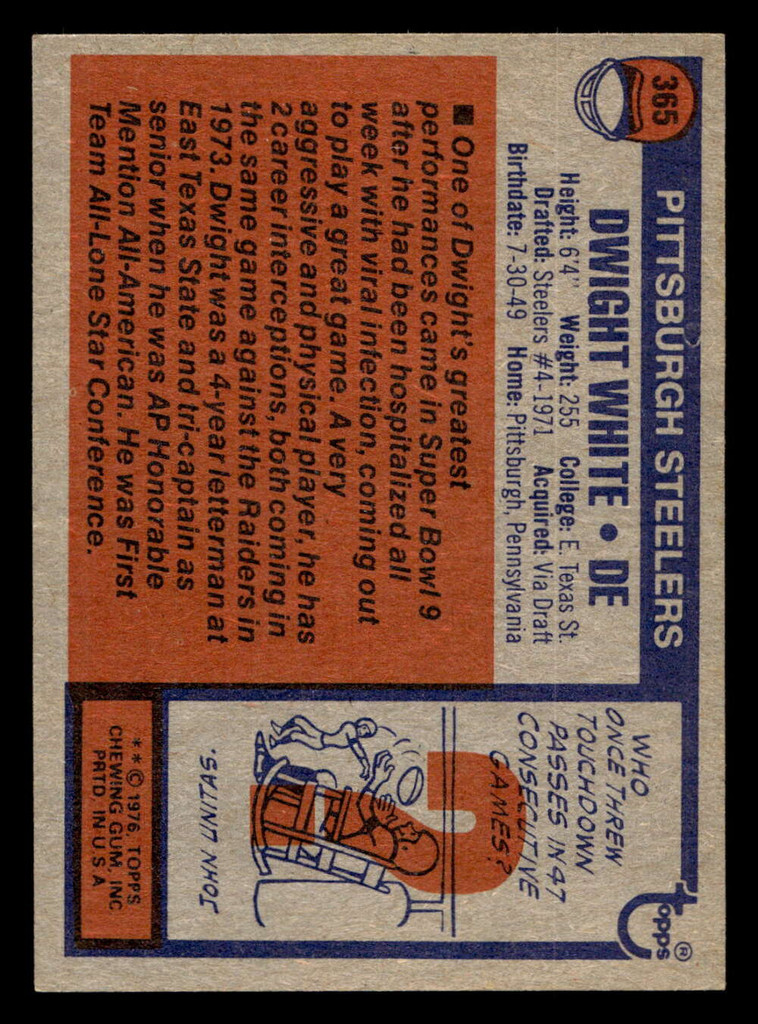 365
PITTSBURGH STEELERS
DWIGHT WHITE • DE
Height: 6'4" Weight: 255 College: E. Texas St.
Drafted: Steelers #4-1971 Acquired: Via Draft
Birthdate: 7-30-49 Home: Pittsburgh, Pennsylvania
■ One of Dwight's greatest
performances came in Super Bowl 9
after he had been hospitalized all
week with viral infection, coming out
to play a great game. A very
aggressive and physical player, he has
2 career interceptions, both coming in
the same game against the Raiders in
1973. Dwight was a 4-year letterman at
East Texas State and tri-captain as
senior when he was AP Honorable
Mention All-American. He was First
Team All-Lone Star Conference.
topps®
WHO
ONCE THREW
TOUCHDOWN
PASSES IN 47
CONSECUTIVE
GAMES?
?
JOHN UNITAS.
**© 1976, TOPPS
CHEWING GUM, INC
PRTD. IN U S A